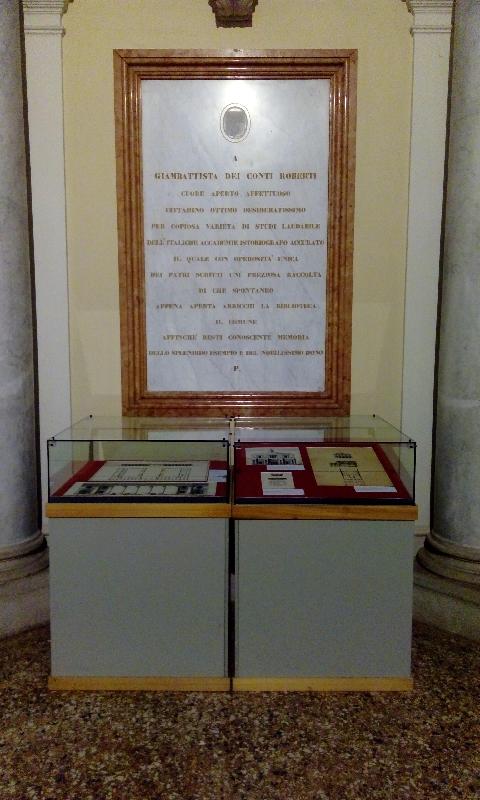 A
GIAMBATTISTA DEI CONTI ROBERTI
CUORE APERTO AFFETTUOSO
CITTADINO OTTIMO DESIDERATISSIMO
PER COPIOSA VARIETÀ DI STUDI LAUDABILE
DELL'ITALICHE ACCADEMIE ISTORIOGRAFO ACCURATO
IL QUALE CON OPEROSITA' UNICA
DEI PATRI SCRITTI UNI PREZIOSA RACCOLTA
DI CHE SPONTANEO
APPENA APERTA ARRICCHÌ LA BIBLIOTECA
IL COMUNE
AFFINCHÈ RESTI CONOSCENTE MEMORIA
DELLO SPLENDIDO ESEMPIO E DEL NOBILISSIMO DONO
P.